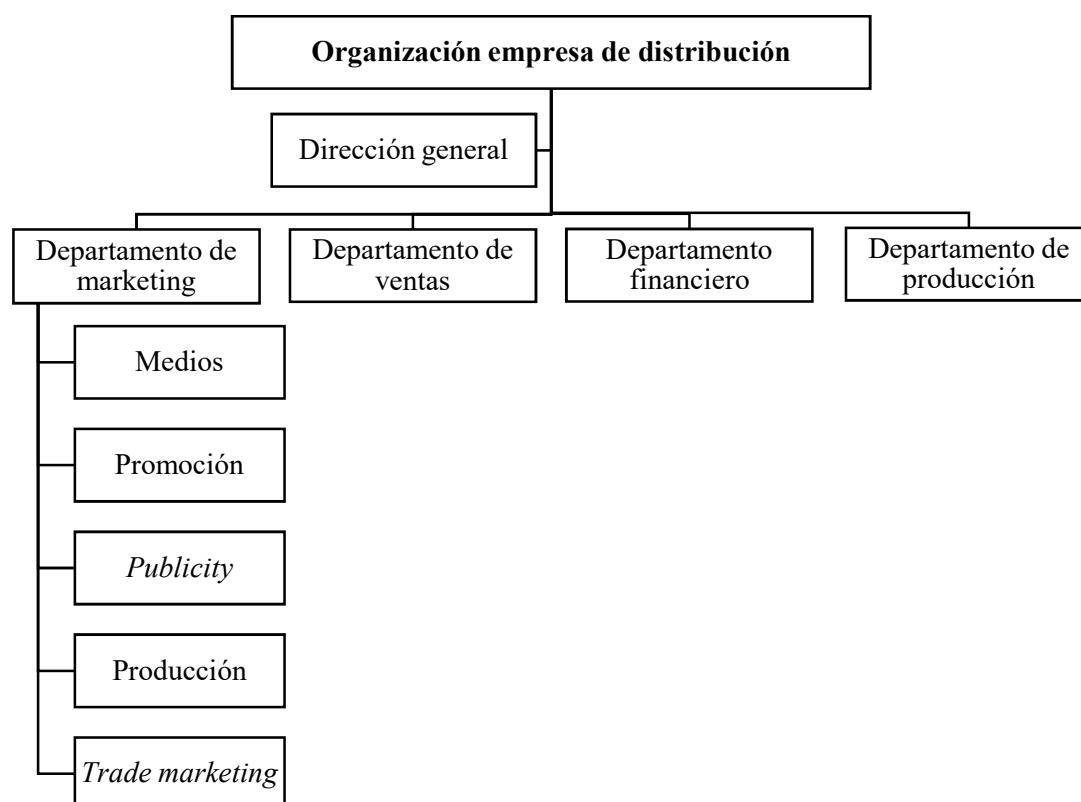 Organización empresa de distribución
Dirección general
Departamento de
marketing
Departamento de
ventas
Departamento
financiero
Departamento de
producción
Medios
Promoción
Publicity
Producción
Trade marketing